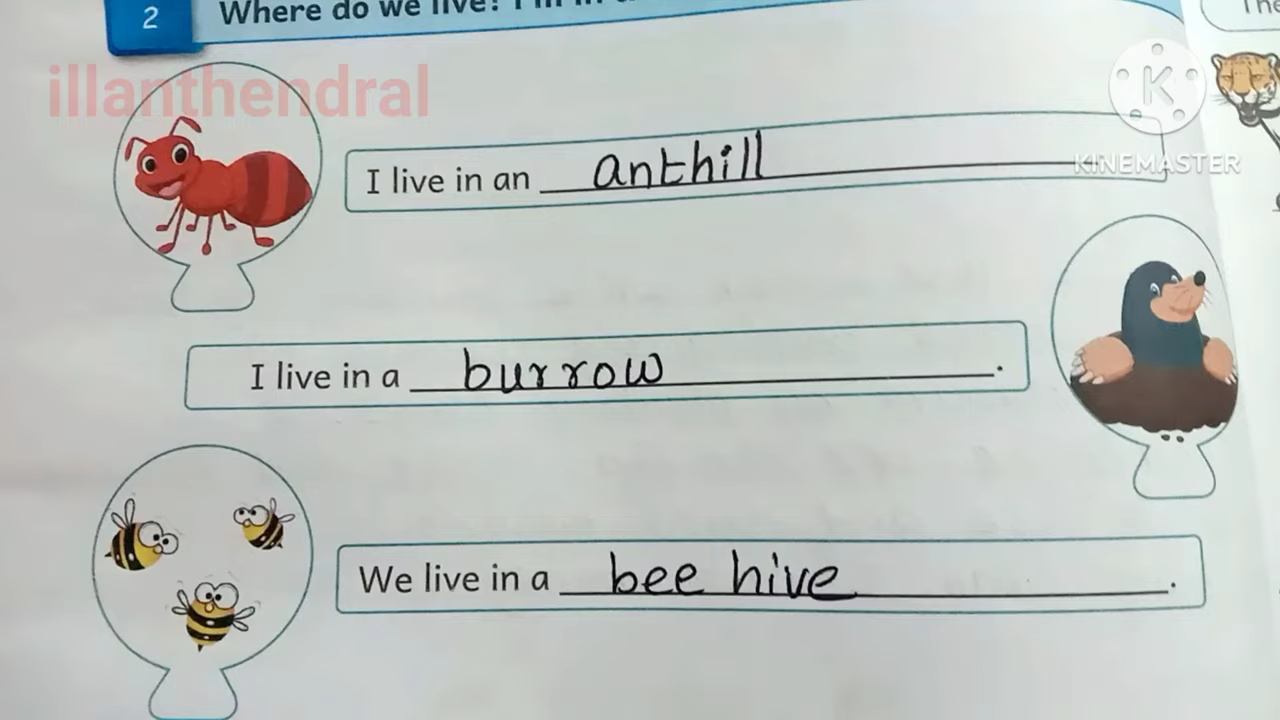 2 Where do we live?
illanthendral
The
K
KINEMASTER
I live in an anthill
I live in a burrow.
We live in a bee hive.